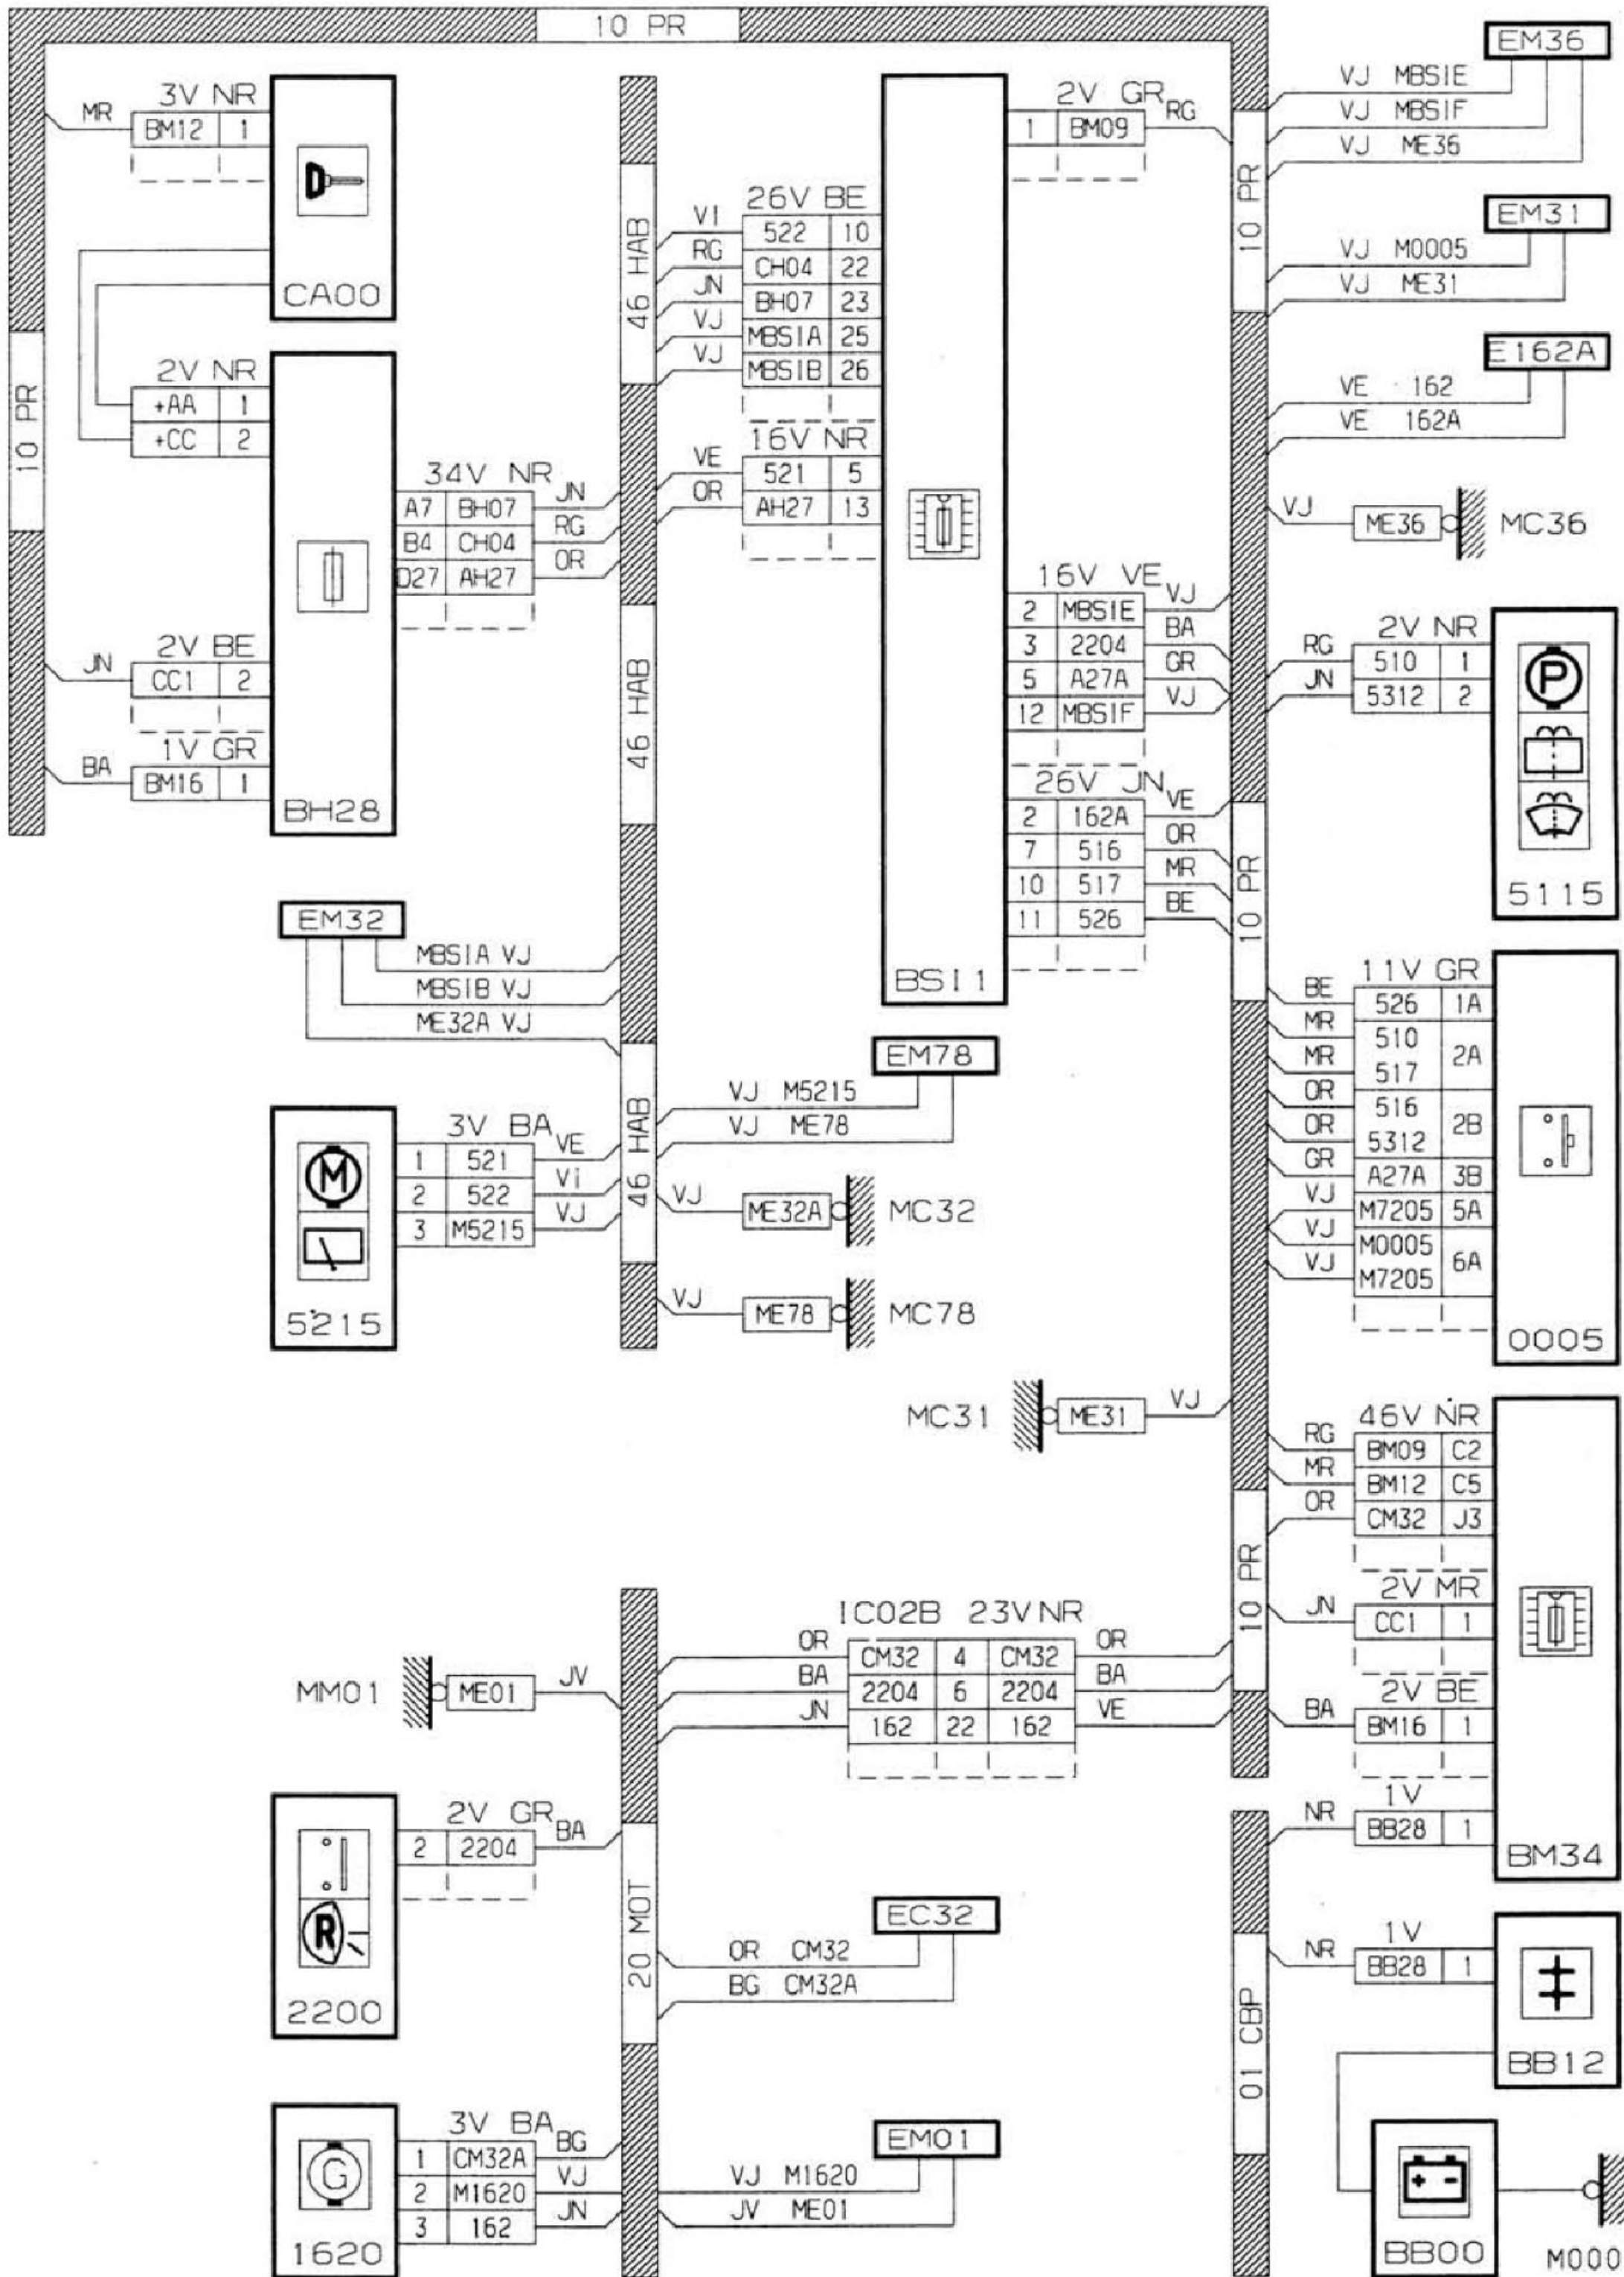 10 PR
EM36
VJ MBSIE
VJ MBSIF
VJ ME36
3V NR
MR BM12 1
CA00
2V GR
1 BM09 RG
10 PR
46 HAB
26V BE
VI 522 10
RG CH04 22
JN BH07 23
VJ MBSIA 25
VJ MBSIB 26
EM31
VJ M0005
VJ ME31
E162A
VE 162
VE 162A
10 PR
2V NR
+AA 1
+CC 2
16V NR
VE 521 5
OR AH27 13
34V NR
A7 BH07 JN
B4 CH04 RG
D27 AH27 OR
VJ ME36 MC36
16V VE
2 MBSIE VJ
3 2204 BA
5 A27A GR
12 MBSIF VJ
2V BE
JN CC1 2
1V GR
BA BM16 1
BH28
46 HAB
2V NR
RG 510 1
JN 5312 2
P
5115
26V JN
2 162A VE
7 516 OR
10 517 MR
11 526 BE
BSI1
10 PR
EM32
MBSIA VJ
MBSIB VJ
ME32A VJ
11V GR
BE 526 1A
MR 510 2A
MR 517
OR 516 2B
OR 5312
GR A27A 3B
VJ M7205 5A
VJ M0005 6A
VJ M7205
0005
EM78
VJ M5215
VJ ME78
46 HAB
3V BA
M
1 521 VE
2 522 Vi
3 M5215 VJ
5215
VJ ME32A MC32
VJ ME78 MC78
MC31 ME31 VJ
46V NR
RG BM09 C2
MR BM12 C5
OR CM32 J3
2V MR
JN CC1 1
2V BE
BA BM16 1
1V
NR BB28 1
BM34
10 PR
IC02B 23V NR
OR CM32 4 CM32 OR
BA 2204 6 2204 BA
JN 162 22 162 VE
MM01 ME01 JV
2V GR
2 2204 BA
R
2200
20 MOT
EC32
OR CM32
BG CM32A
01 CBP
1V
NR BB28 1
BB12
3V BA
G
1 CM32A BG
2 M1620 VJ
3 162 JN
1620
EM01
VJ M1620
JV ME01
+ -
BB00
M000